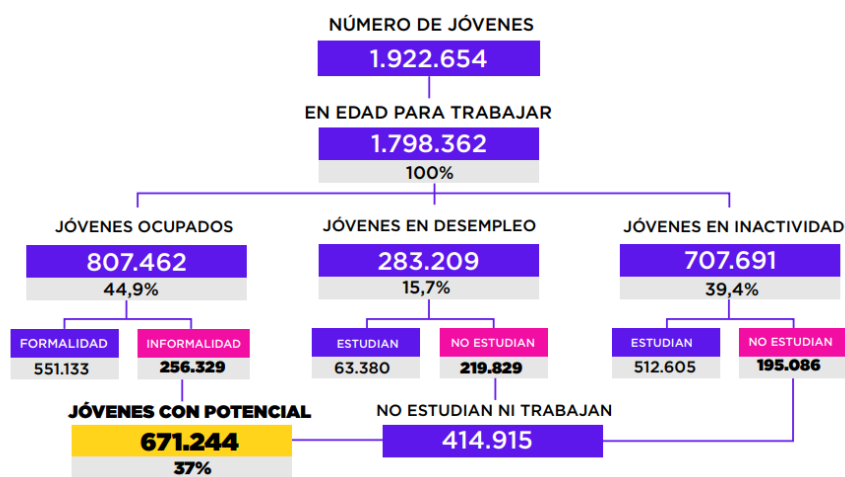 NÚMERO DE JÓVENES
1.922.654
EN EDAD PARA TRABAJAR
1.798.362
100%
JÓVENES OCUPADOS
807.462
44,9%
JÓVENES EN DESEMPLEO
283.209
15,7%
JÓVENES EN INACTIVIDAD
707.691
39,4%
FORMALIDAD
551.133
INFORMALIDAD
256.329
ESTUDIAN
63.380
NO ESTUDIAN
219.829
ESTUDIAN
512.605
NO ESTUDIAN
195.086
JÓVENES CON POTENCIAL
671.244
37%
NO ESTUDIAN NI TRABAJAN
414.915